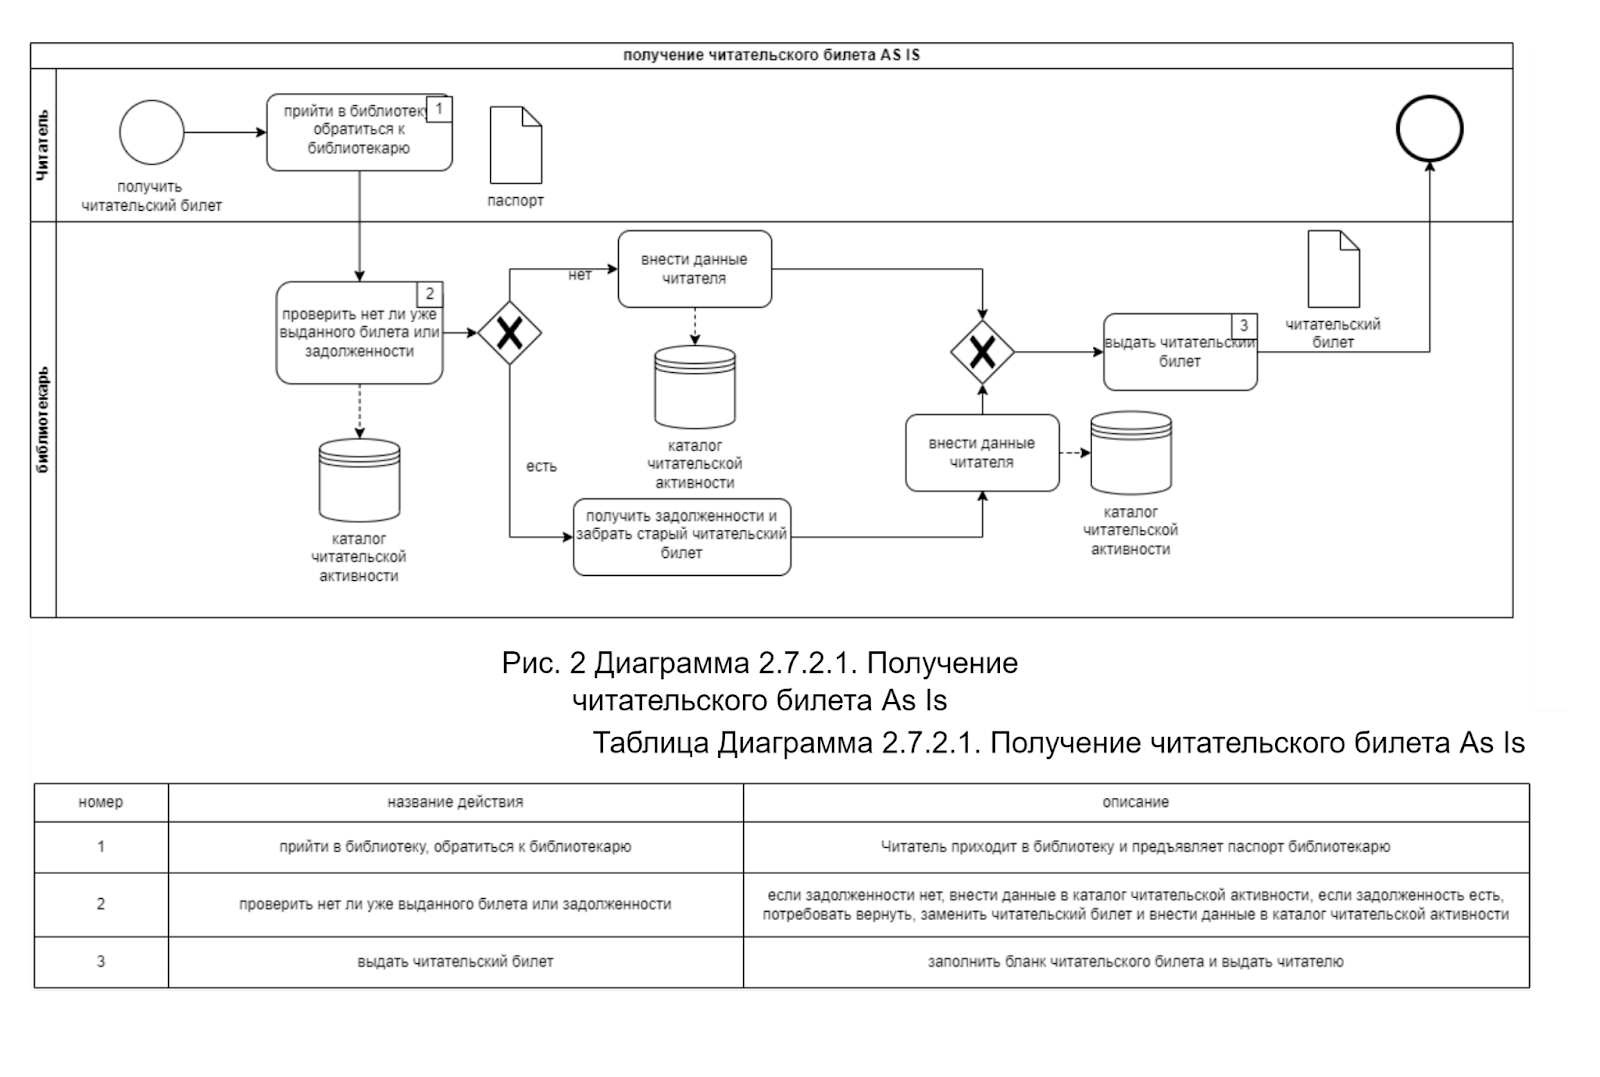 получение читательского билета AS IS
Читатель
получить
читательский билет
прийти в библиотеку
обратиться к
библиотекарю
1
паспорт
библиотекарь
2
проверить нет ли уже
выданного билета или
задолженности
каталог
читательской
активности
нет
есть
внести данные
читателя
каталог
читательской
активности
получить задолженности и
забрать старый читательский
билет
внести данные
читателя
каталог
читательской
активности
3
выдать читательский
билет
читательский
билет
Рис. 2 Диаграмма 2.7.2.1. Получение
читательского билета As Is
Таблица Диаграмма 2.7.2.1. Получение читательского билета As Is
номер
название действия
описание
1
прийти в библиотеку, обратиться к библиотекарю
Читатель приходит в библиотеку и предъявляет паспорт библиотекарю
2
проверить нет ли уже выданного билета или задолженности
если задолженности нет, внести данные в каталог читательской активности, если задолженность есть,
потребовать вернуть, заменить читательский билет и внести данные в каталог читательской активности
3
выдать читательский билет
заполнить бланк читательского билета и выдать читателю